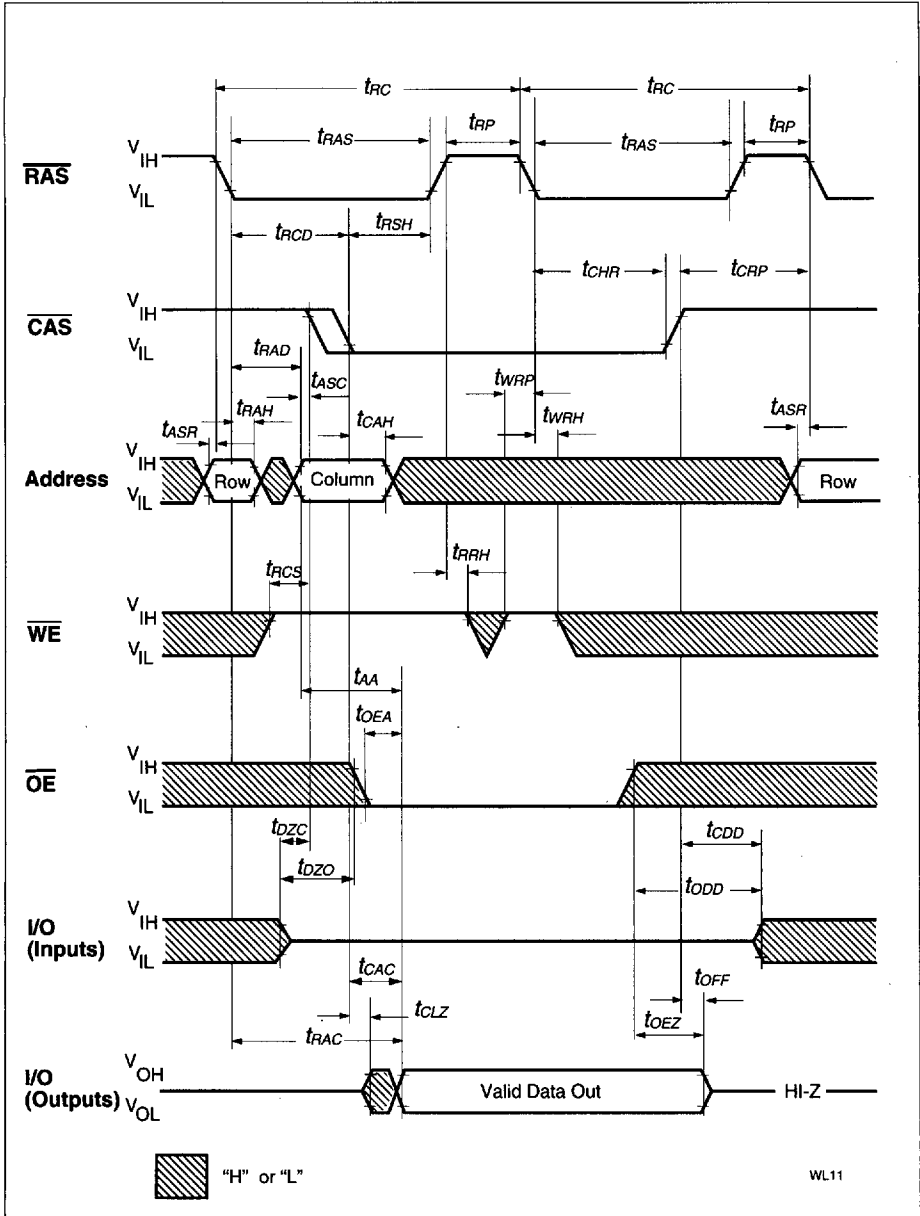 tRC tRC
tRAS tRP tRAS tRP
RAS VIH
VIL
tRCD tRSH
tCHR tCRP
CAS VIH
VIL
tRAD tASC tWRP
tASR tRAH tCAH tWRH tASR
Address VIH
VIL
Row Column Row
tRCS tRRH
WE VIH
VIL
tAA
tOEA
OE VIH
VIL
tDZC tCDD
tDZO tODD
I/O (Inputs) VIH
VIL
tCAC tOFF
tCLZ tOEZ
tRAC
I/O (Outputs) VOH
VOL
Valid Data Out HI-Z
"H" or "L"
WL11